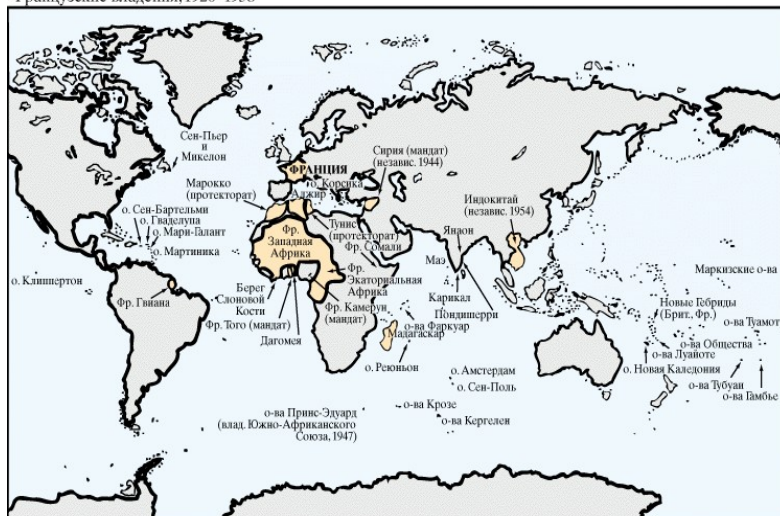 Французские владения, 1920–1938
Сен-Пьер
и
Микелон
Сирия (мандат)
(независ. 1944)
ФРАНЦИЯ
о. Корсика
Алжир
Марокко
(протекторат)
Индокитай
(независ. 1954)
о. Сен-Бартельми
о. Гваделупа
о. Мари-Галант
о. Мартиника
Тунис
(протекторат)
Янаон
Фр.
Западная
Африка
Фр. Сомали
Маэ
о. Клиппертон
Фр.
Экаториальная
Африка
Маркизские о-ва
Фр. Гвиана
Берег
Слоновой
Кости
Карикал
Пондишерри
Новые Гебриды
(Брит., Фр.)
Фр. Камерун
(мандат)
о-ва Фаркуар
Мадагаскар
о-ва Туамоту
Фр. Того (мандат)
Дагомея
о-ва Общества
о-ва Луайоте
о. Реюньон
о. Новая Каледония
о. Амстердам
о. Сен-Поль
о-ва Тубуаи
о-ва Гамбье
о-ва Крозе
о-ва Принс-Эдуард
(влад. Южно-Африканского
Союза, 1947)
о-ва Кергелен